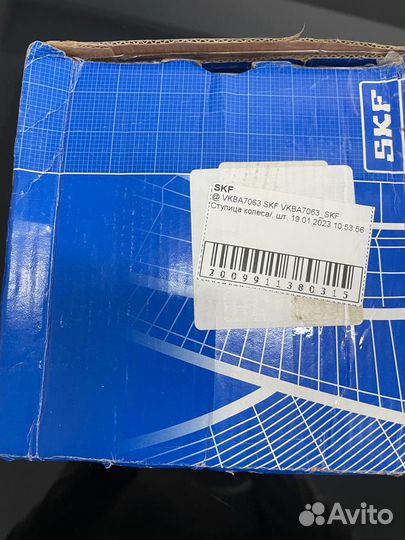 SKF
SKF
@ VKBA7063 SKF VKBA7063_SKF
Ступица колеса/, шт. 19.01.2023 10:53:56
2009911380315
Avito